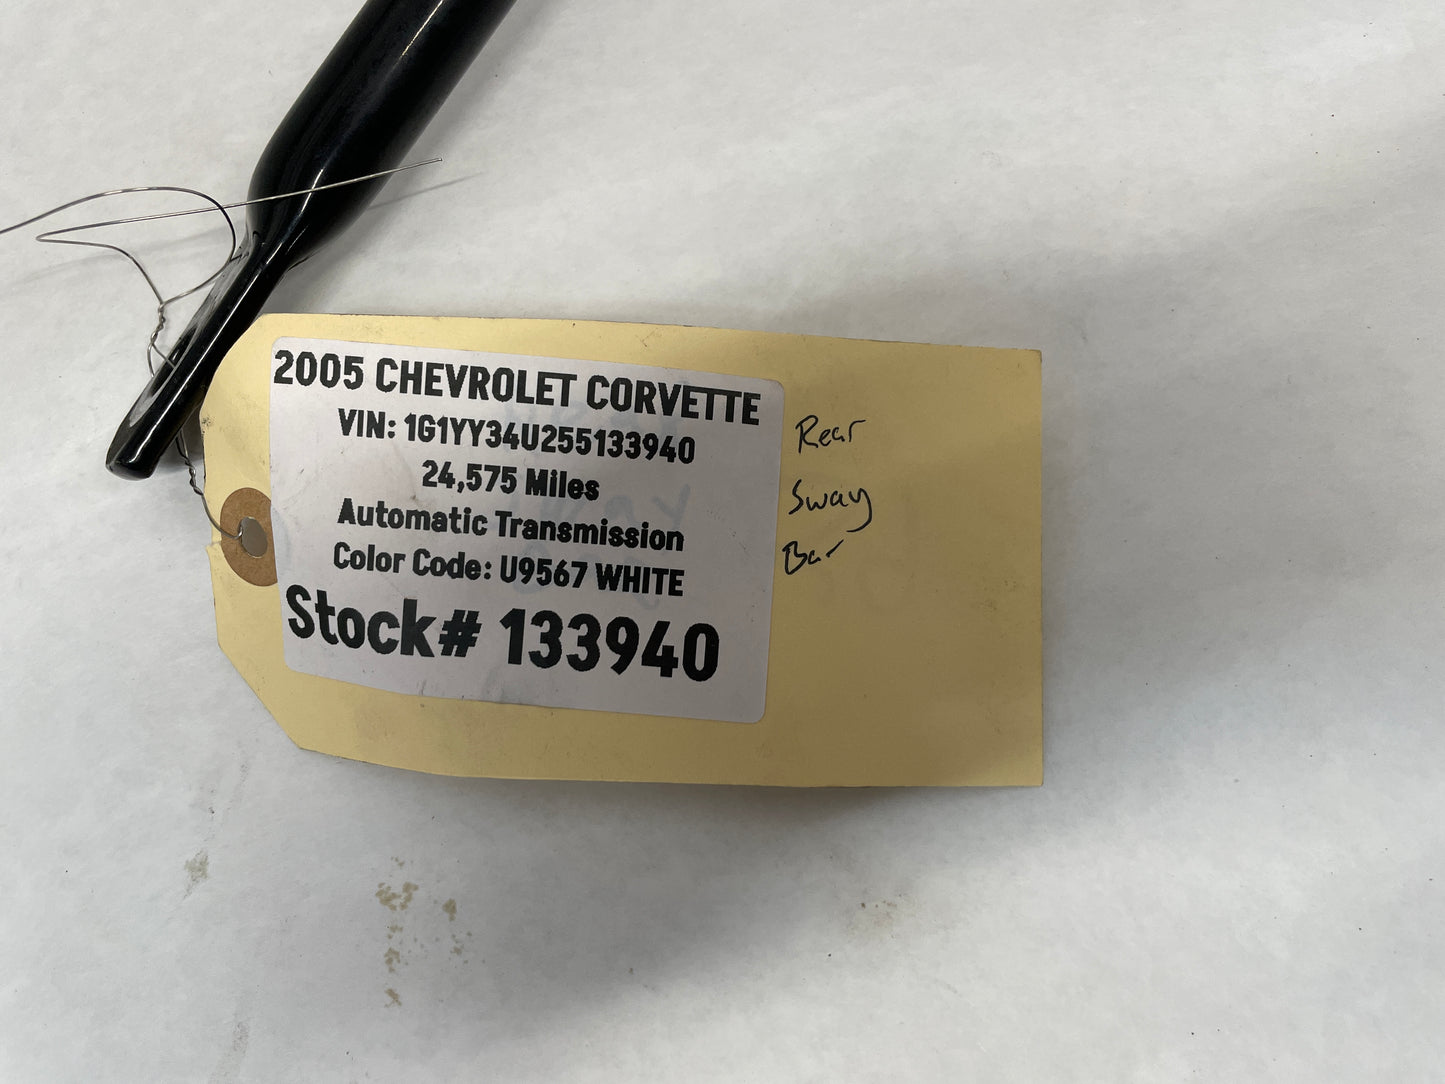 2005 CHEVROLET CORVETTE
VIN: 1G1YY34U255133940
24,575 Miles
Automatic Transmission
Color Code: U9567 WHITE
Stock# 133940
Rear
Sway
Bar